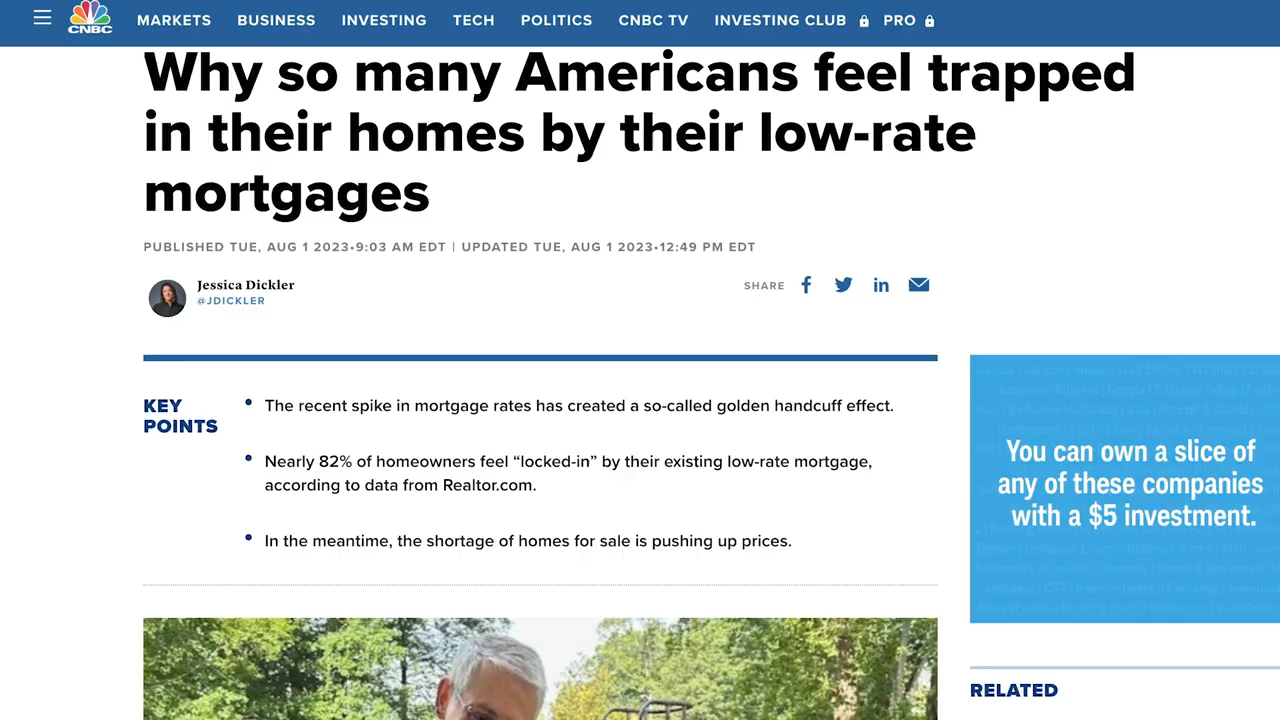 CNBC
MARKETS BUSINESS INVESTING TECH POLITICS CNBC TV INVESTING CLUB PRO
Why so many Americans feel trapped
in their homes by their low-rate
mortgages
PUBLISHED TUE, AUG 1 2023•9:03 AM EDT | UPDATED TUE, AUG 1 2023•12:49 PM EDT
Jessica Dickler
@JDICKLER
SHARE
KEY
POINTS
The recent spike in mortgage rates has created a so-called golden handcuff effect.
Nearly 82% of homeowners feel “locked-in” by their existing low-rate mortgage,
according to data from Realtor.com.
In the meantime, the shortage of homes for sale is pushing up prices.
You can own a slice of
any of these companies
with a $5 investment.
RELATED